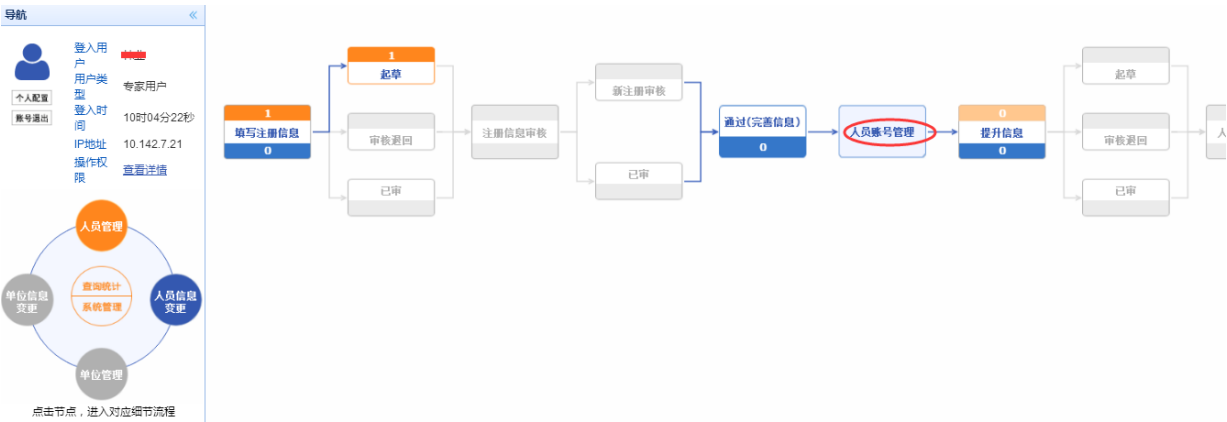 导航
登入用
户
用户类
型
专家用户
个人配置
账号退出
登入时
间
10时04分22秒
IP地址
10.142.7.21
操作权
限
查看详情
人员管理
查询统计
系统管理
单位信息
变更
人员信息
变更
单位管理
点击节点，进入对应细节流程
1
填写注册信息
0
1
起草
审核退回
已审
注册信息审核
新注册审核
已审
通过(完善信息)
0
人员账号管理
0
提升信息
0
起草
审核退回
已审
人